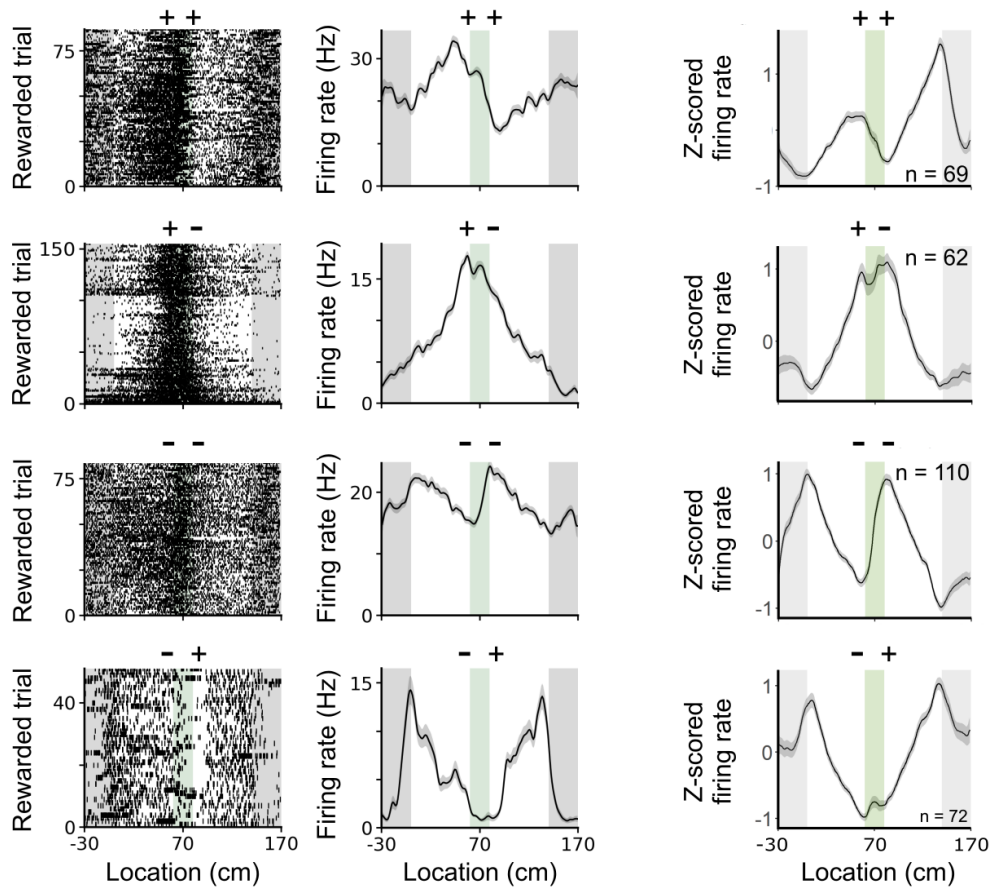 + +
+ +
+ +
Rewarded trial
75
0
Firing rate (Hz)
30
0
Z-scored
firing rate
1
-1
n = 69
+ -
+ -
+ -
Rewarded trial
150
0
Firing rate (Hz)
15
0
Z-scored
firing rate
1
0
n = 62
- -
- -
- -
Rewarded trial
75
0
Firing rate (Hz)
20
0
Z-scored
firing rate
1
0
-1
n = 110
- +
- +
- +
Rewarded trial
40
0
-30
70
170
Location (cm)
Firing rate (Hz)
15
0
-30
70
170
Location (cm)
Z-scored
firing rate
1
0
-1
n = 72
-30
70
170
Location (cm)